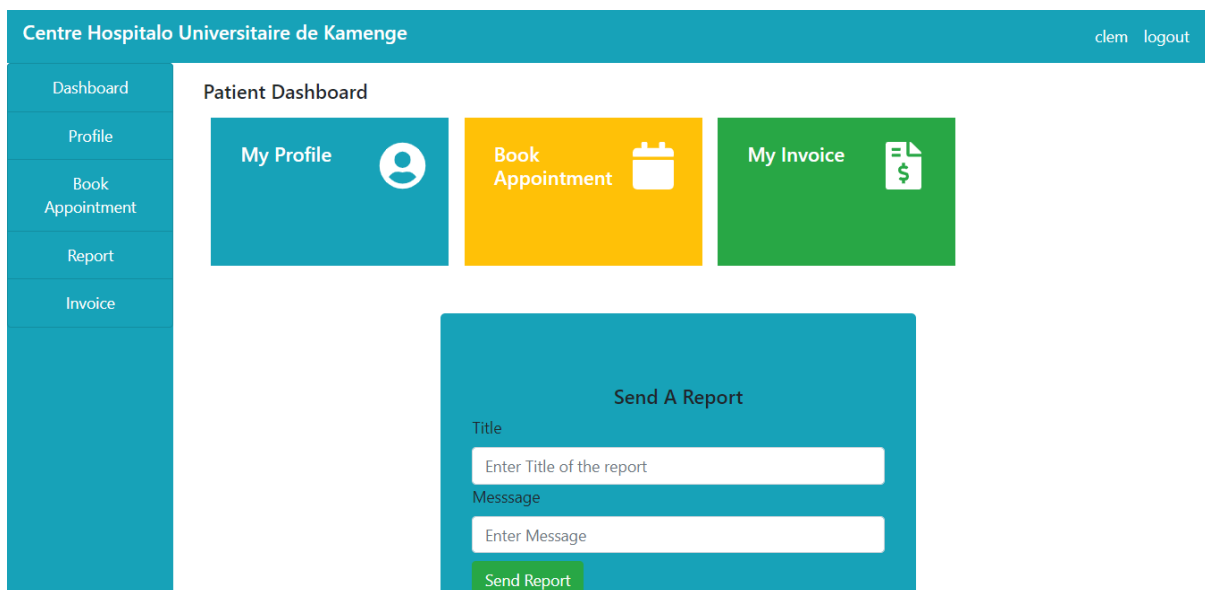 Centre Hospitalo Universitaire de Kamenge
clem logout
Dashboard
Profile
Book
Appointment
Report
Invoice
Patient Dashboard
My Profile
Book
Appointment
My Invoice
$
Send A Report
Title
Enter Title of the report
Messsage
Enter Message
Send Report